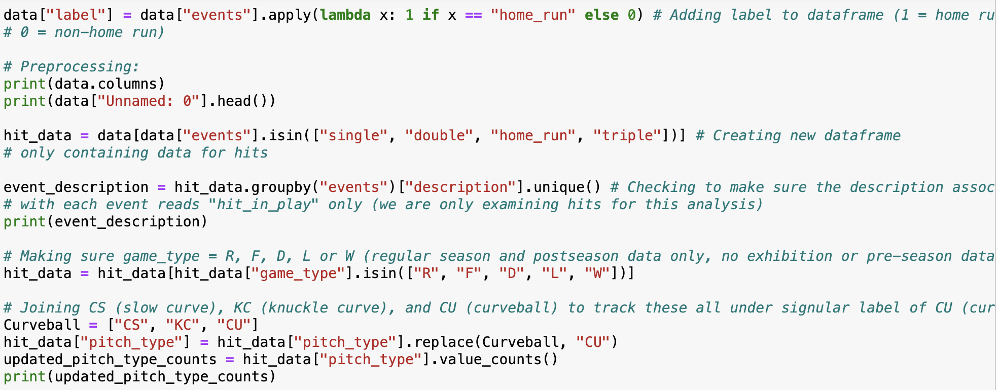 data["label"] = data["events"].apply(lambda x: 1 if x == "home_run" else 0) # Adding label to dataframe (1 = home ru
# 0 = non-home run)
# Preprocessing:
print(data.columns)
print(data["Unnamed: 0"].head())
hit_data = data[data["events"].isin(["single", "double", "home_run", "triple"])] # Creating new dataframe
# only containing data for hits
event_description = hit_data.groupby("events")["description"].unique() # Checking to make sure the description assoc
# with each event reads "hit_in_play" only (we are only examining hits for this analysis)
print(event_description)
# Making sure game_type = R, F, D, L or W (regular season and postseason data only, no exhibition or pre-season data
hit_data = hit_data[hit_data["game_type"].isin(["R", "F", "D", "L", "W"])]
# Joining CS (slow curve), KC (knuckle curve), and CU (curveball) to track these all under signular label of CU (cur
Curveball = ["CS", "KC", "CU"]
hit_data["pitch_type"] = hit_data["pitch_type"].replace(Curveball, "CU")
updated_pitch_type_counts = hit_data["pitch_type"].value_counts()
print(updated_pitch_type_counts)